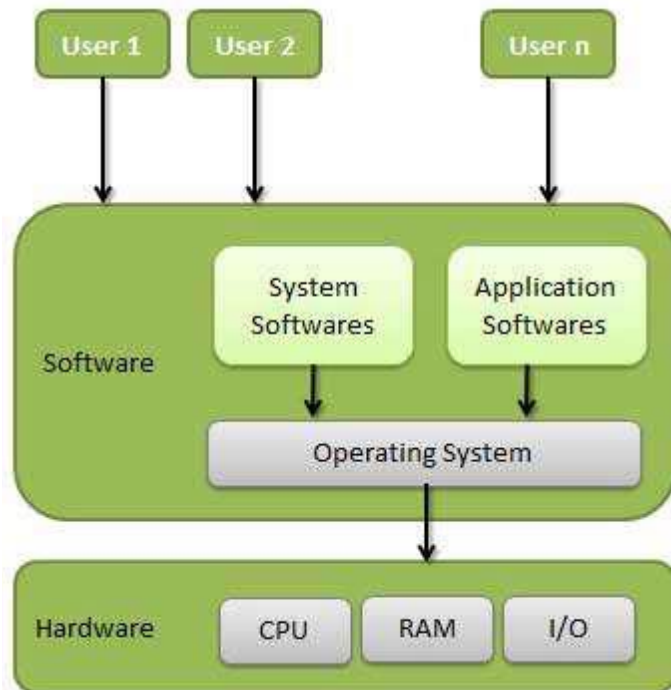 User 1
User 2
User n
System
Softwares
Application
Softwares
Software
Operating System
Hardware
CPU
RAM
I/O